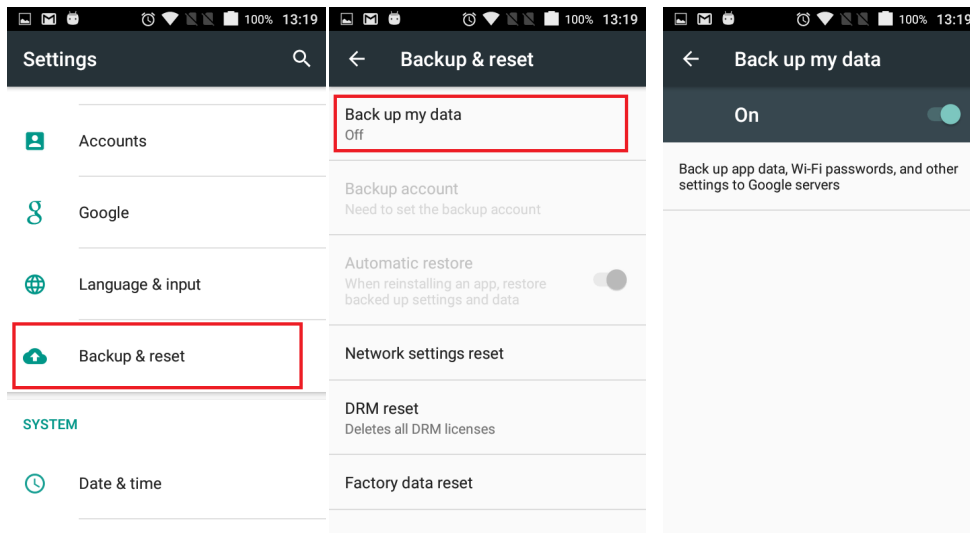 100% 13:19
Settings
Accounts
Google
Language & input
Backup & reset
SYSTEM
Date & time
100% 13:19
Backup & reset
Back up my data
Off
Backup account
Need to set the backup account
Automatic restore
When reinstalling an app, restore
backed up settings and data
Network settings reset
DRM reset
Deletes all DRM licenses
Factory data reset
100% 13:19
Back up my data
On
Back up app data, Wi-Fi passwords, and other
settings to Google servers